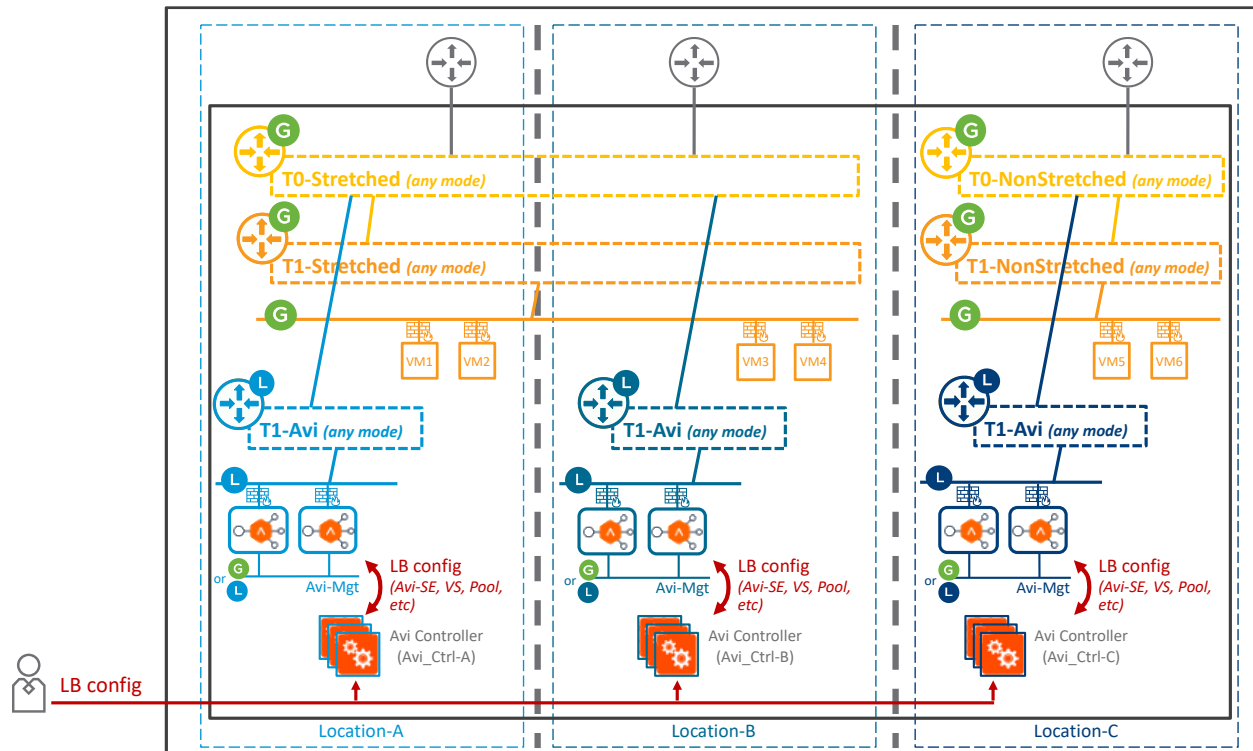 G
T0-Stretched (any mode)
G
T0-NonStretched (any mode)
G
T1-Stretched (any mode)
G
T1-NonStretched (any mode)
G
G
VM1
VM2
VM3
VM4
VM5
VM6
L
T1-Avi (any mode)
L
T1-Avi (any mode)
L
T1-Avi (any mode)
L
L
L
or
G
L
Avi-Mgt
LB config
(Avi-SE, VS, Pool,
etc)
or
G
L
Avi-Mgt
LB config
(Avi-SE, VS, Pool,
etc)
or
G
L
Avi-Mgt
LB config
(Avi-SE, VS, Pool,
etc)
Avi Controller
(Avi_Ctrl-A)
Avi Controller
(Avi_Ctrl-B)
Avi Controller
(Avi_Ctrl-C)
LB config
Location-A
Location-B
Location-C